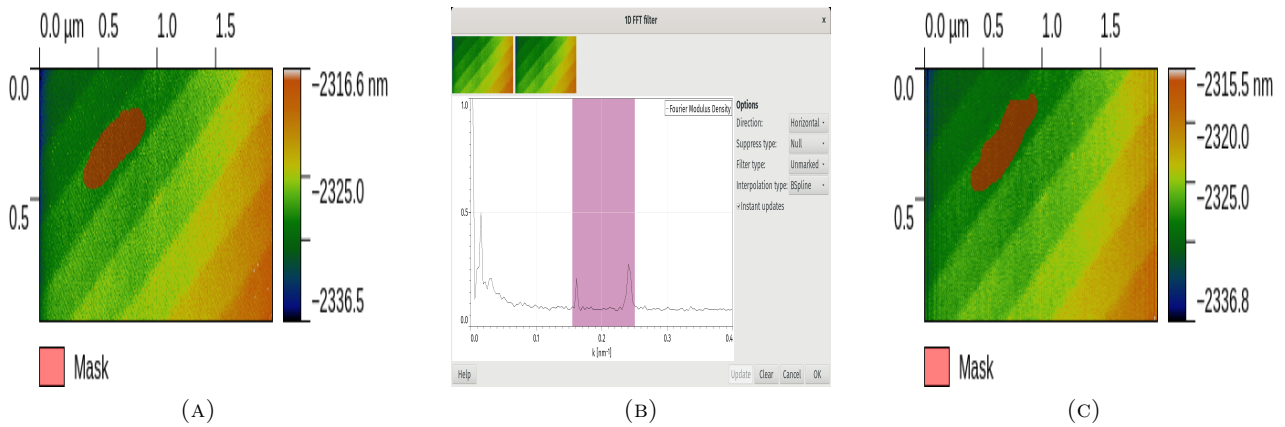 0.0 μm 0.5 1.0 1.5
0.0
0.5
−2316.6 nm
−2325.0
−2336.5
Mask
(A)
1D FFT filter x
1.0
0.5
0.0
Fourier Modulus Density
0.0 0.1 0.2 0.3 0.4
k [nm⁻¹]
Options
Direction: Horizontal
Suppress type: Null
Filter type: Unmarked
Interpolation type: BSpline
Instant updates
Help Update Clear Cancel OK
(B)
0.0 μm 0.5 1.0 1.5
0.0
0.5
−2315.5 nm
−2320.0
−2325.0
−2336.8
Mask
(C)